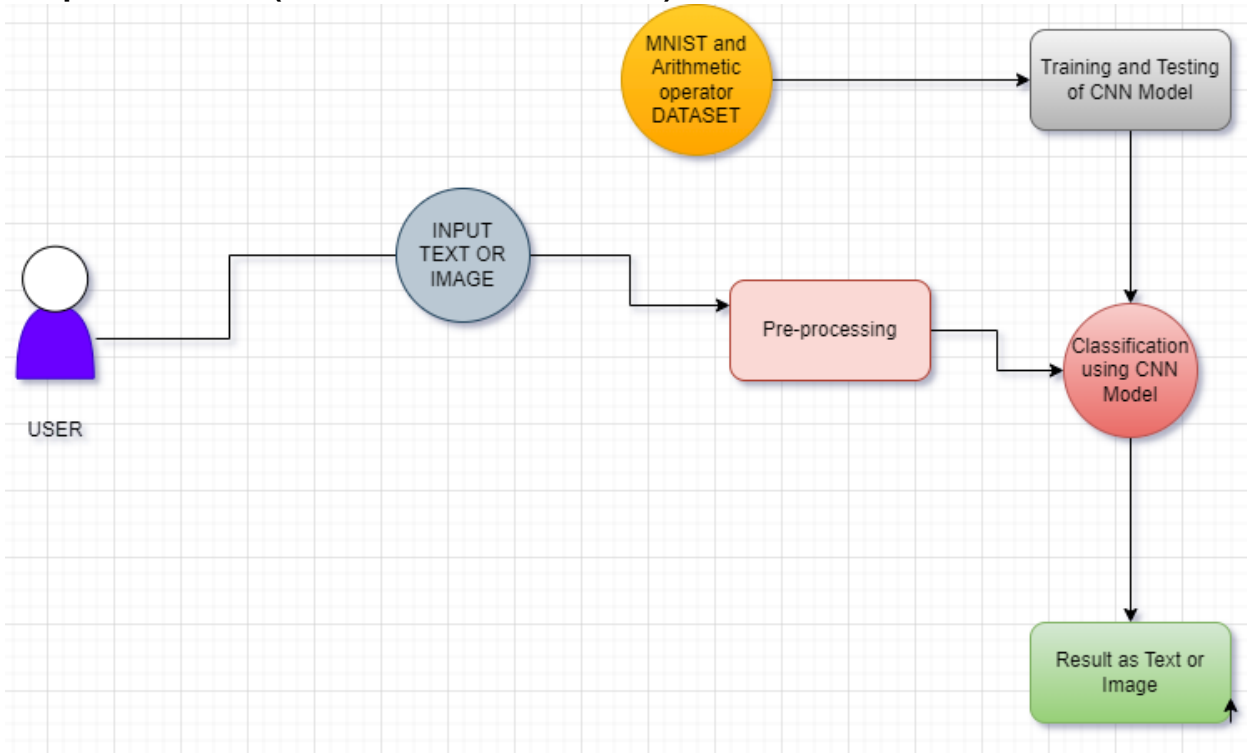 MNIST and
Arithmetic
operator
DATASET
Training and Testing
of CNN Model
INPUT
TEXT OR
IMAGE
Pre-processing
Classification
using CNN
Model
USER
Result as Text or
Image